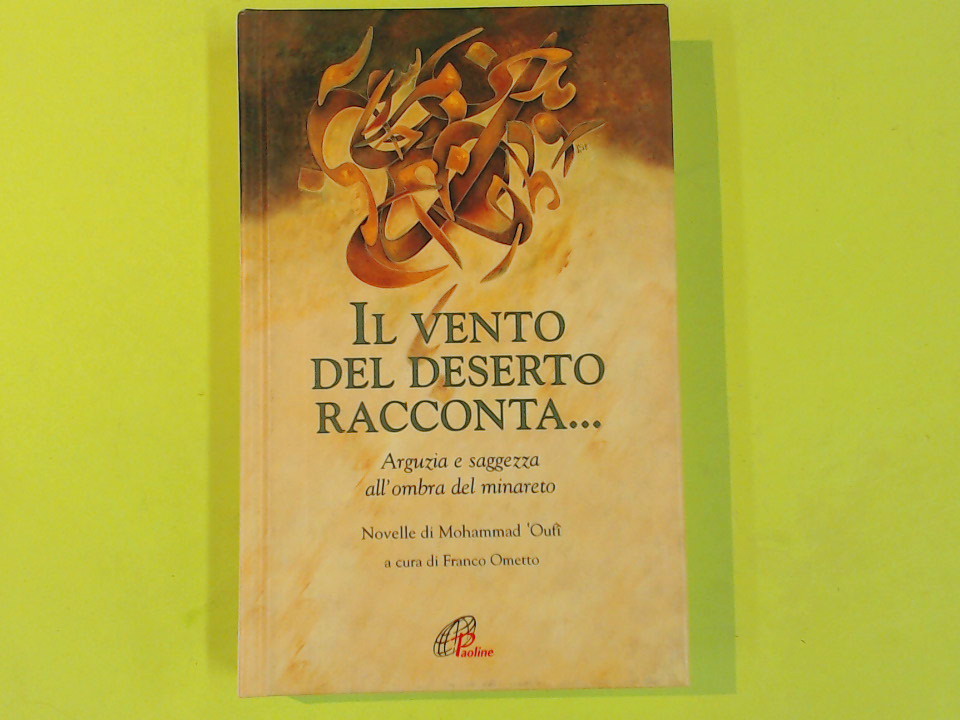 IL VENTO
DEL DESERTO
RACCONTA...
Arguzia e saggezza
all'ombra del minareto
Novelle di Mohammad 'Oufî
a cura di Franco Ometto
Paoline